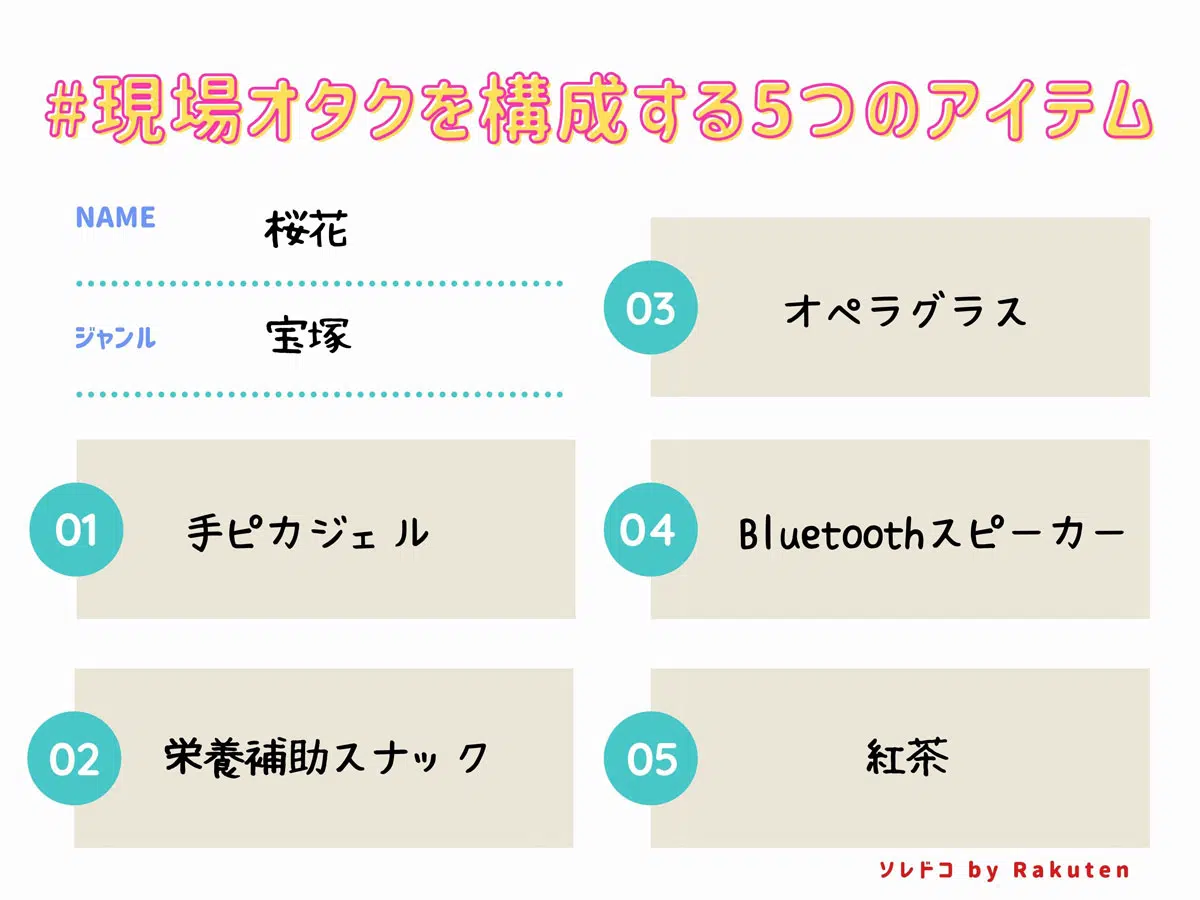 #現場オタクを構成する5つのアイテム
NAME 桜花
ジャンル 宝塚
01 手ピカジェル
02 栄養補助スナック
03 オペラグラス
04 Bluetoothスピーカー
05 紅茶
ソレドコ by Rakuten